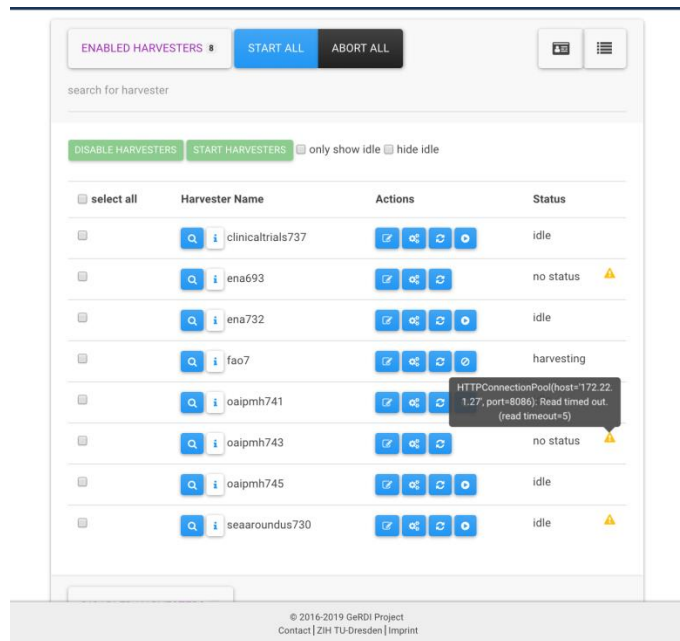 ENABLED HARVESTERS 8 START ALL ABORT ALL
search for harvester
DISABLE HARVESTERS START HARVESTERS only show idle hide idle
select all Harvester Name Actions Status
clinicaltrials737 idle
ena693 no status
ena732 idle
fao7 harvesting
HTTPConnectionPool(host='172.22.
1.27', port=8086): Read timed out.
(read timeout=5)
oaipmh741
oaipmh743 no status
oaipmh745 idle
seaaroundus730 idle
© 2016-2019 GeRDI Project
Contact | ZIH TU-Dresden | Imprint